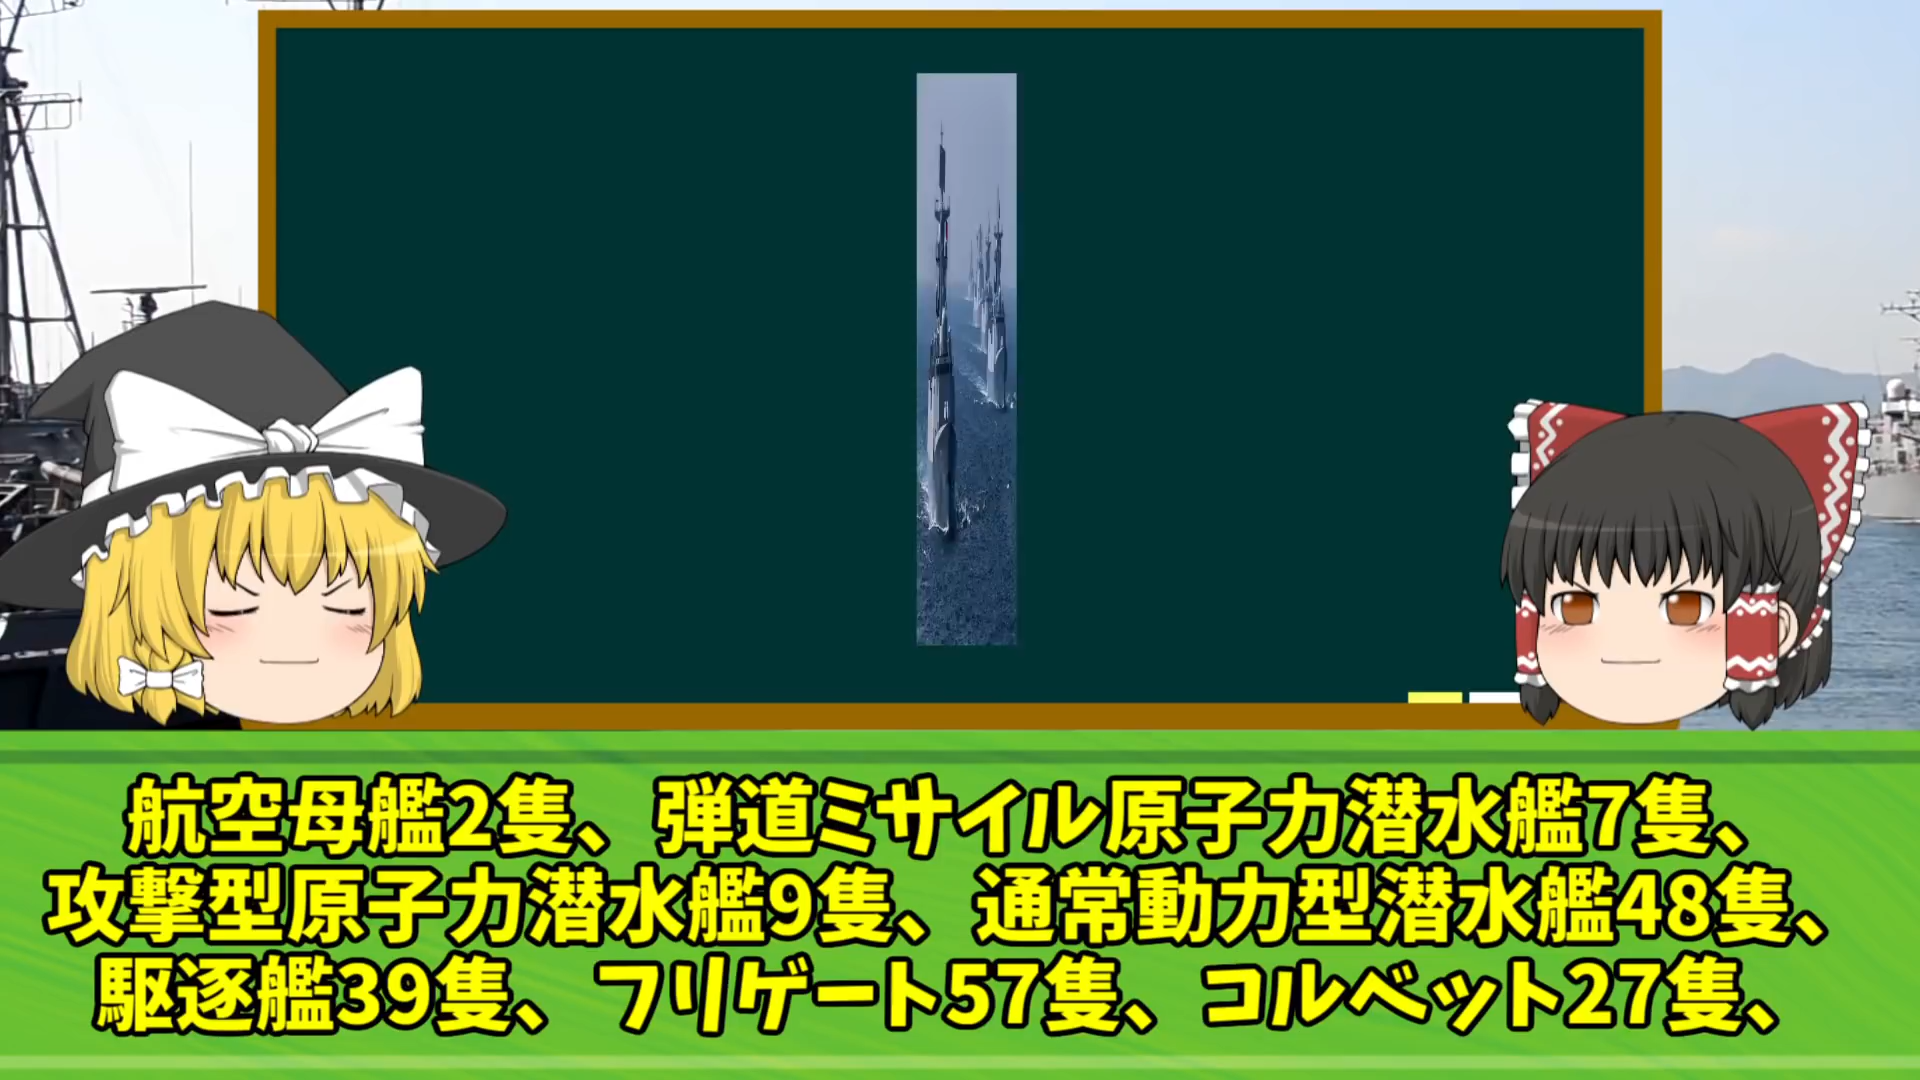 航空母艦2隻、弾道ミサイル原子力潜水艦7隻、
攻撃型原子力潜水艦9隻、通常動力型潜水艦48隻、
駆逐艦39隻、フリゲート57隻、コルベット27隻、